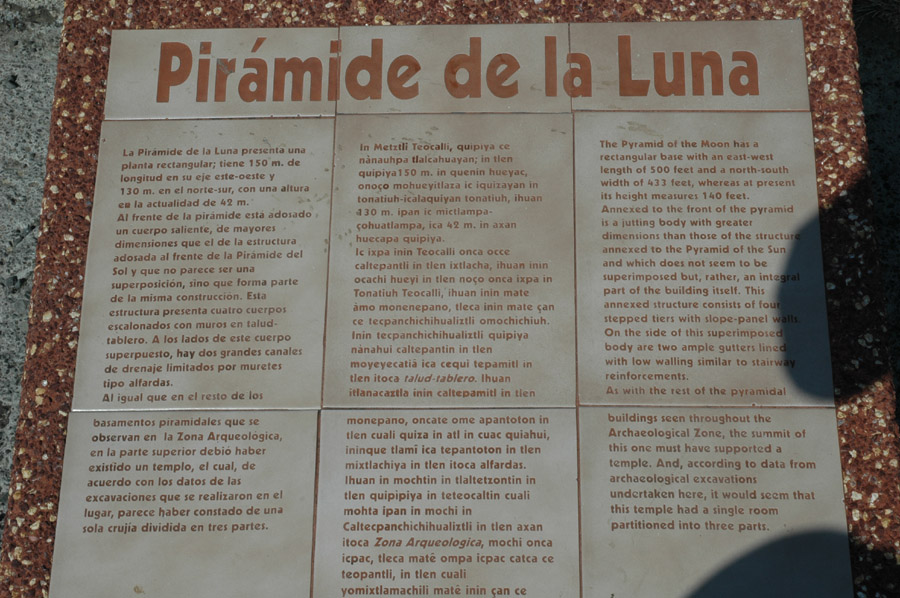 Pirámide de la Luna
La Pirámide de la Luna presenta una
planta rectangular; tiene 150 m. de
longitud en su eje este-oeste y
130 m. en el norte-sur, con una altura
en la actualidad de 42 m.
Al frente de la pirámide está adosado
un cuerpo saliente, de mayores
dimensiones que el de la estructura
adosada al frente de la Pirámide del
Sol y que no parece ser una
superposición, sino que forma parte
de la misma construcción. Esta
estructura presenta cuatro cuerpos
escalonados con muros en talud-
tablero. A los lados de este cuerpo
superpuesto, hay dos grandes canales
de drenaje limitados por muretes
tipo alfardas.
Al igual que en el resto de los
basamentos piramidales que se
observan en la Zona Arqueológica,
en la parte superior debió haber
existido un templo, el cual, de
acuerdo con los datos de las
excavaciones que se realizaron en el
lugar, parece haber constado de una
sola crujía dividida en tres partes.
In Metztli Teocalli, quipiya ce
nànauhpa tlalcahuayan; in tlen
quipiya150 m. in quenin hueyac,
onoço mohueyitlaza ic iquizayan in
tonatiuh-icalaquiyan tonatiuh, ihuan
130 m. ipan ic mictlampa-
çohuatlampa, ica 42 m. in axan
huecapa quipiya.
Ic ixpa inin Teocalli onca occe
caltepantli in tlen ixtlacha, ihuan inin
ocachi hueyi in tlen noço onca ixpa in
Tonatiuh Teocalli, ihuan inin mate
àmo monenepano, tleca inin mate çan
ce tecpanchichihualiztli omochichiuh.
Inin tecpanchichihualiztli quipiya
nànahui caltepantin in tlen
moyeyecatià ica cequi tepamitl in
tlen itoca talud-tablero. Ihuan
itlanacaztla inin caltepamitl in tlen
monepano, oncate ome apantoton in
tlen cuali quiza in atl in cuac quiahui,
ininque tlamì ica tepantoton in tlen
mixtlachiya in tlen itoca alfardas.
Ihuan in mochtin in tlaltetzontin in
tlen quipipiya in teteocaltin cuali
mohta ipan in mochi in
Caltecpanchichihualiztli in tlen axan
itoca Zona Arqueologica, mochi onca
icpac, tleca matê ompa icpac catca ce
teopantli, in tlen cuali
yomixtlamachili matê inin çan ce
The Pyramid of the Moon has a
rectangular base with an east-west
length of 500 feet and a north-south
width of 433 feet, whereas at present
its height measures 140 feet.
Annexed to the front of the pyramid
is a jutting body with greater
dimensions than those of the structure
annexed to the Pyramid of the Sun
and which does not seem to be
superimposed but, rather, an integral
part of the building itself. This
annexed structure consists of four
stepped tiers with slope-panel walls.
On the side of this superimposed
body are two ample gutters lined
with low walling similar to stairway
reinforcements.
As with the rest of the pyramidal
buildings seen throughout the
Archaeological Zone, the summit of
this one must have supported a
temple. And, according to data from
archaeological excavations
undertaken here, it would seem that
this temple had a single room
partitioned into three parts.